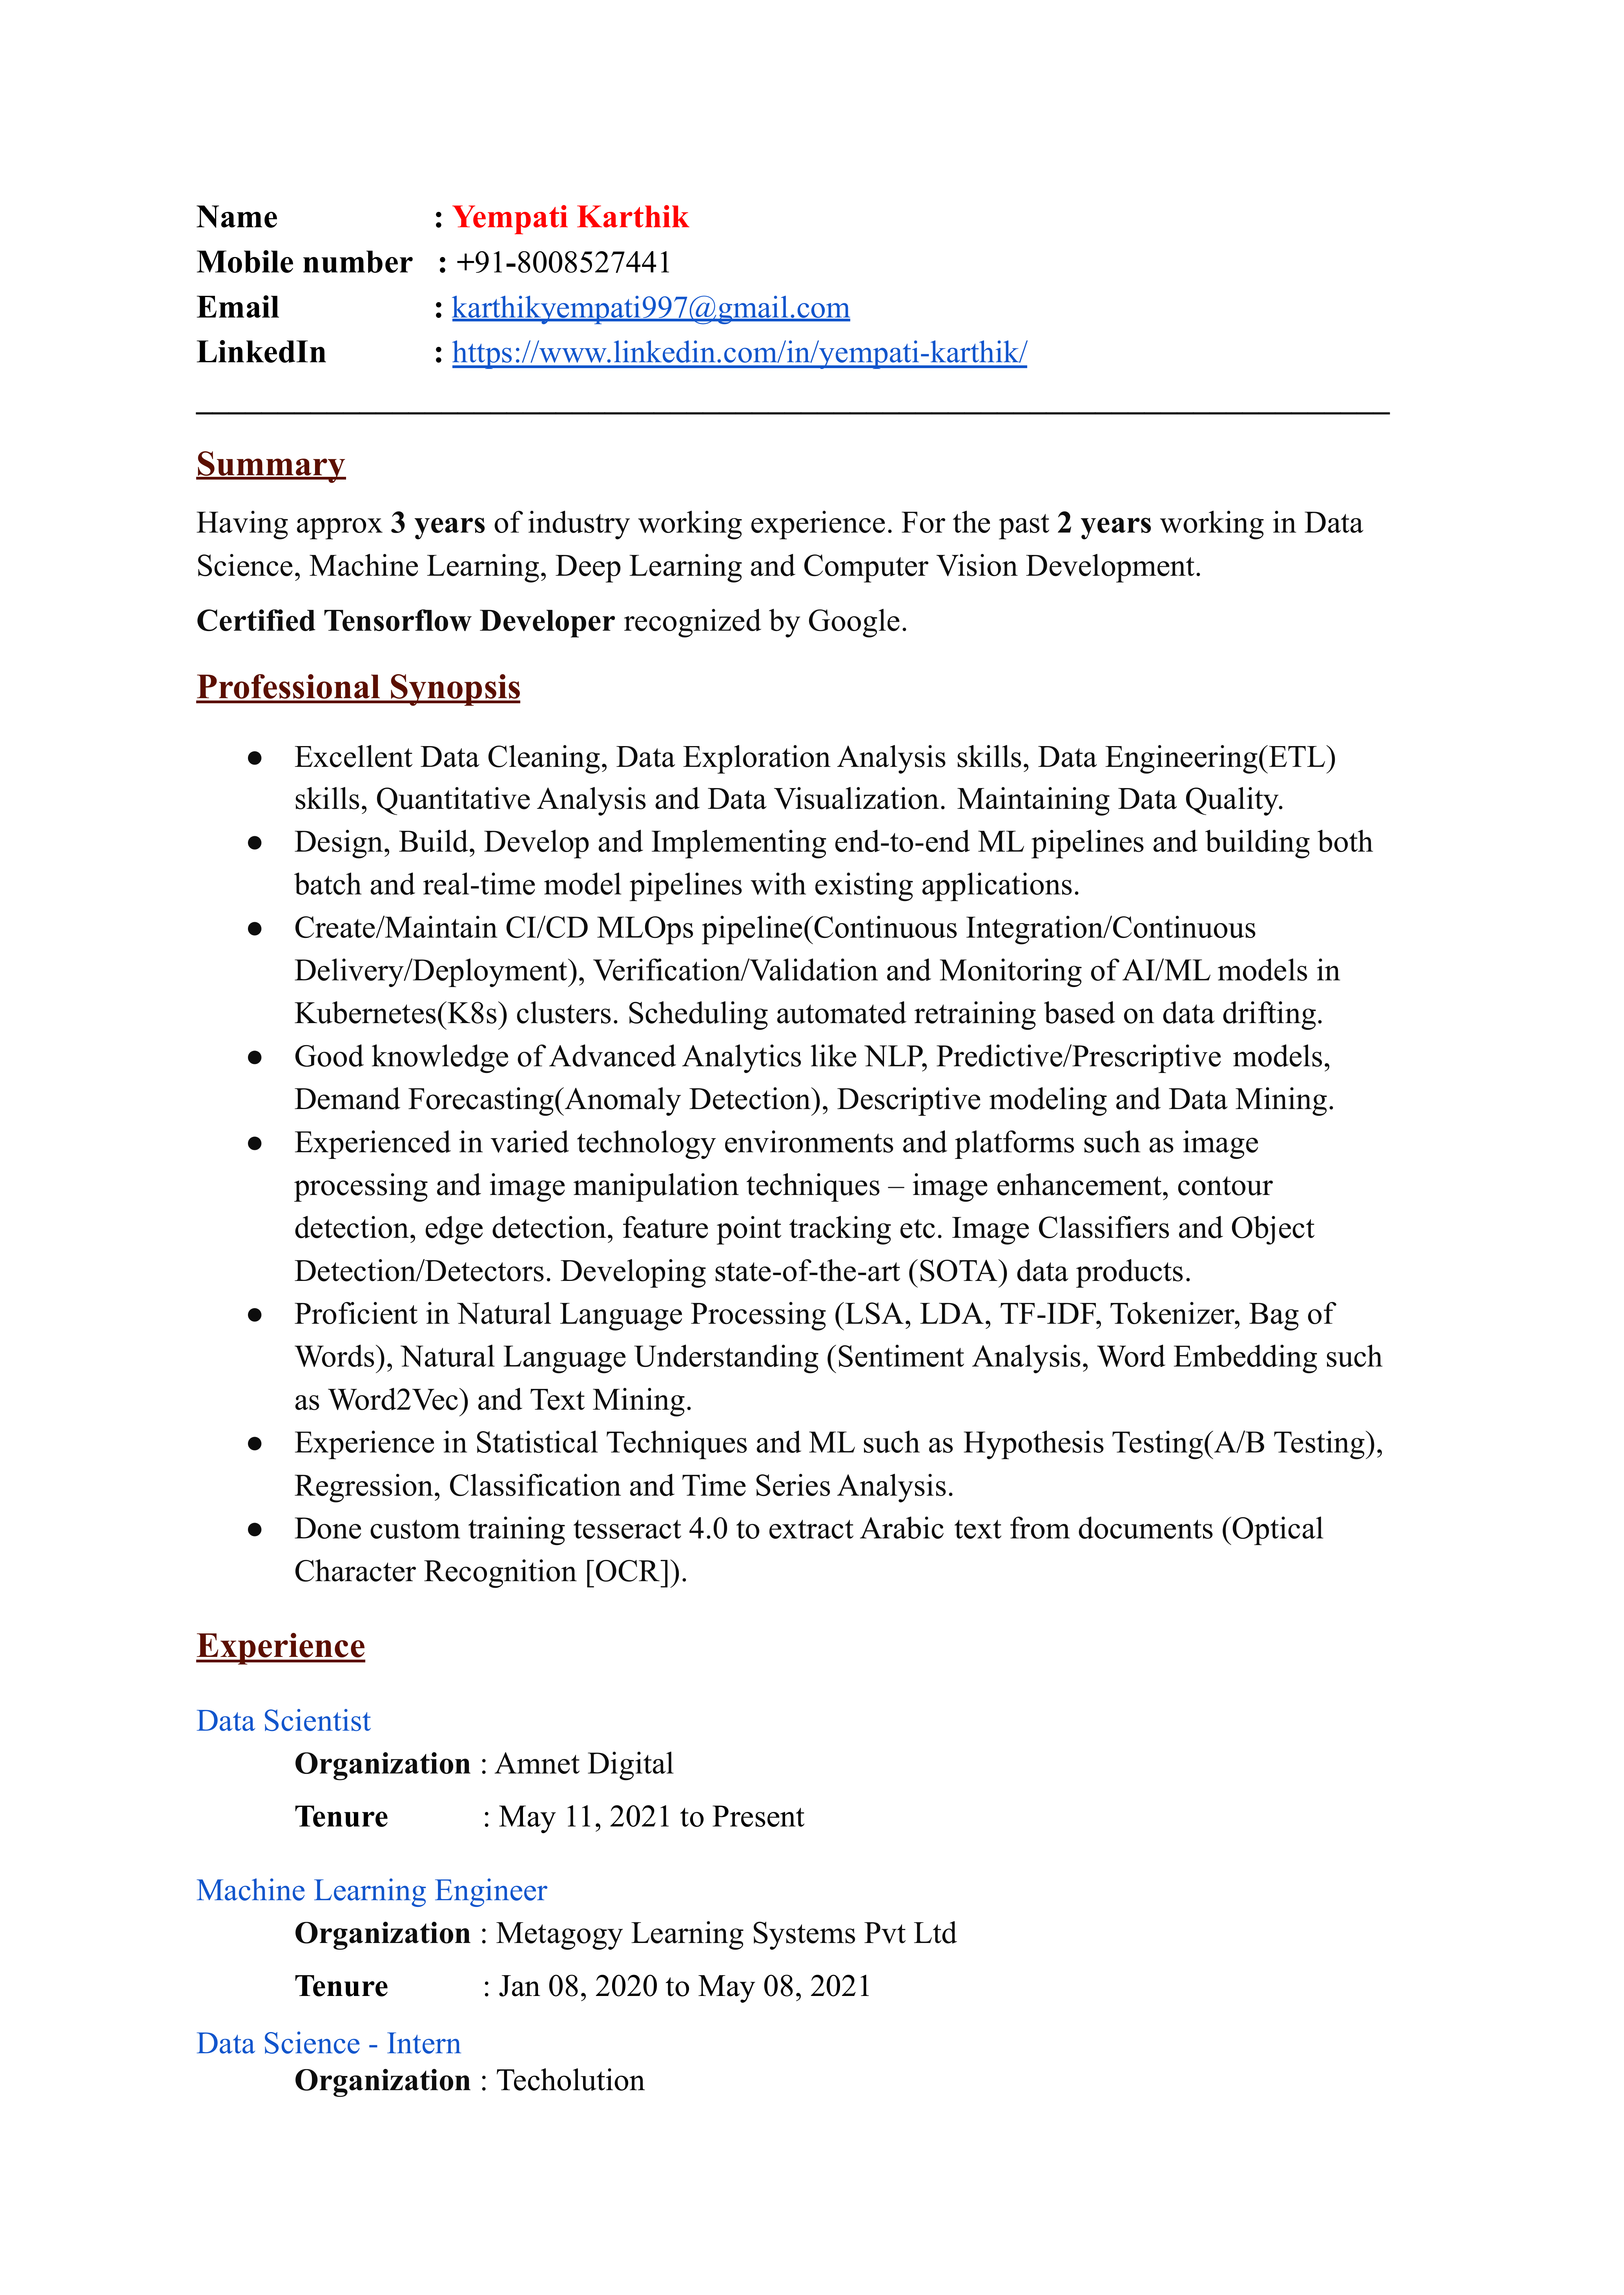 Name : Yempati Karthik
Mobile number : +91-8008527441
Email : karthikyempati997@gmail.com
LinkedIn : https://www.linkedin.com/in/yempati-karthik/
Summary
Having approx 3 years of industry working experience. For the past 2 years working in Data
Science, Machine Learning, Deep Learning and Computer Vision Development.
Certified Tensorflow Developer recognized by Google.
Professional Synopsis
● Excellent Data Cleaning, Data Exploration Analysis skills, Data Engineering(ETL)
skills, Quantitative Analysis and Data Visualization. Maintaining Data Quality.
● Design, Build, Develop and Implementing end-to-end ML pipelines and building both
batch and real-time model pipelines with existing applications.
● Create/Maintain CI/CD MLOps pipeline(Continuous Integration/Continuous
Delivery/Deployment), Verification/Validation and Monitoring of AI/ML models in
Kubernetes(K8s) clusters. Scheduling automated retraining based on data drifting.
● Good knowledge of Advanced Analytics like NLP, Predictive/Prescriptive models,
Demand Forecasting(Anomaly Detection), Descriptive modeling and Data Mining.
● Experienced in varied technology environments and platforms such as image
processing and image manipulation techniques – image enhancement, contour
detection, edge detection, feature point tracking etc. Image Classifiers and Object
Detection/Detectors. Developing state-of-the-art (SOTA) data products.
● Proficient in Natural Language Processing (LSA, LDA, TF-IDF, Tokenizer, Bag of
Words), Natural Language Understanding (Sentiment Analysis, Word Embedding such
as Word2Vec) and Text Mining.
● Experience in Statistical Techniques and ML such as Hypothesis Testing(A/B Testing),
Regression, Classification and Time Series Analysis.
● Done custom training tesseract 4.0 to extract Arabic text from documents (Optical
Character Recognition [OCR]).
Experience
Data Scientist
Organization : Amnet Digital
Tenure : May 11, 2021 to Present
Machine Learning Engineer
Organization : Metagogy Learning Systems Pvt Ltd
Tenure : Jan 08, 2020 to May 08, 2021
Data Science - Intern
Organization : Techolution